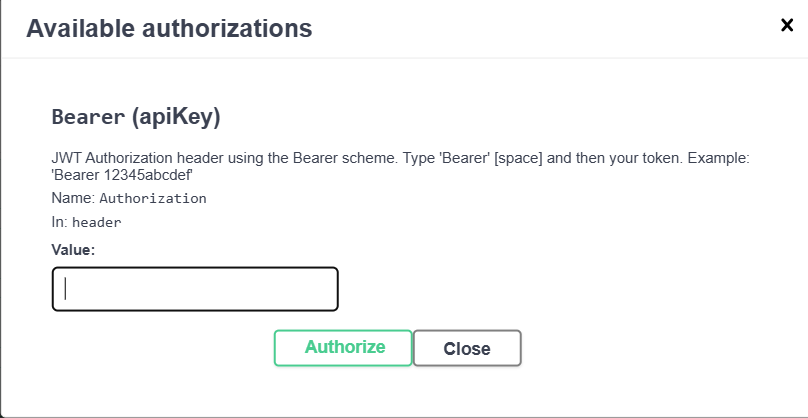 Available authorizations
Bearer (apiKey)
JWT Authorization header using the Bearer scheme. Type 'Bearer' [space] and then your token. Example:
'Bearer 12345abcdef'
Name: Authorization
In: header
Value:
Authorize Close